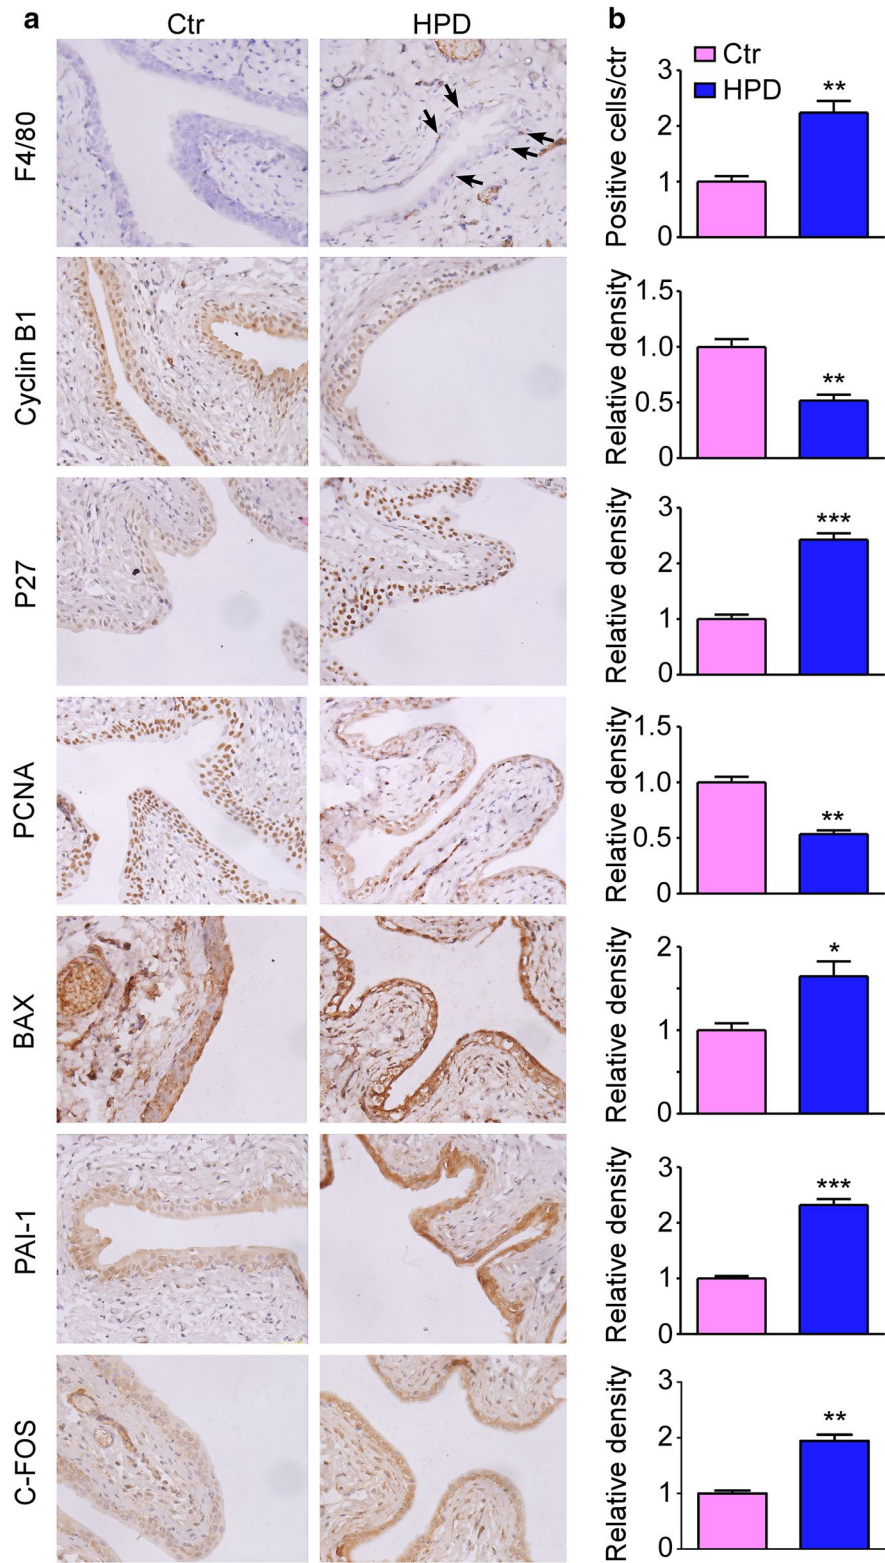 a
Ctr
HPD
b
F4/80
Positive cells/ctr
Ctr
HPD
3
2
1
0
**
Cyclin B1
Relative density
1.5
1.0
0.5
0
**
P27
Relative density
3
2
1
0
***
PCNA
Relative density
1.5
1.0
0.5
0
**
BAX
Relative density
2
1
0
*
PAI-1
Relative density
3
2
1
0
***
C-FOS
Relative density
3
2
1
0
**